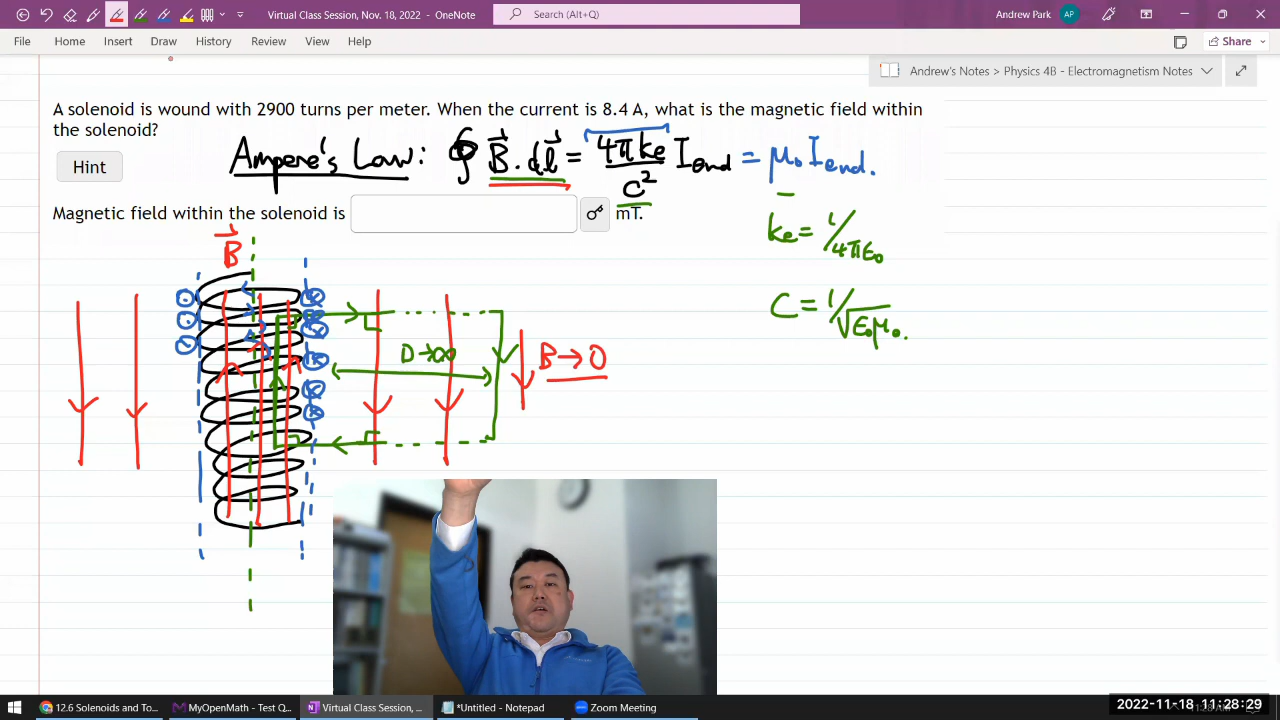 Virtual Class Session, Nov. 18, 2022 - OneNote
Search (Alt+Q)
Andrew Park
AP
File Home Insert Draw History Review View Help
Share
Andrew's Notes > Physics 4B - Electromagnetism Notes
A solenoid is wound with 2900 turns per meter. When the current is 8.4 A, what is the magnetic field within
the solenoid?
Hint
Ampere's Law: ∮ B⃗ · dl⃗ = 4πke/c² Iend = μ₀ Iend.
Magnetic field within the solenoid is mT.
ke = 1/4πε₀
B⃗
C = 1/√ε₀μ₀.
D→∞
B→0
12.6 Solenoids and To...
MyOpenMath - Test Q...
Virtual Class Session, ...
*Untitled - Notepad
Zoom Meeting
2022-11-18 11:28:29